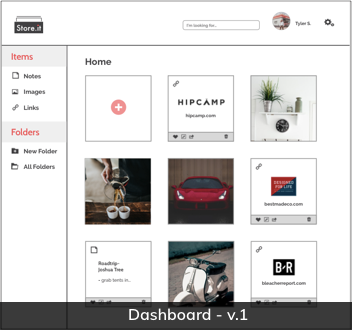 Store.it
I'm looking for...
Tyler S.
Items
Notes
Images
Links
Folders
New Folder
All Folders
Home
HIPCAMP
hipcamp.com
DESIGNED
FOR LIFE
bestmadeco.com
Roadtrip-
Joshua Tree
- grab tents in...
B/R
bleacherreport.com
Dashboard - v.1